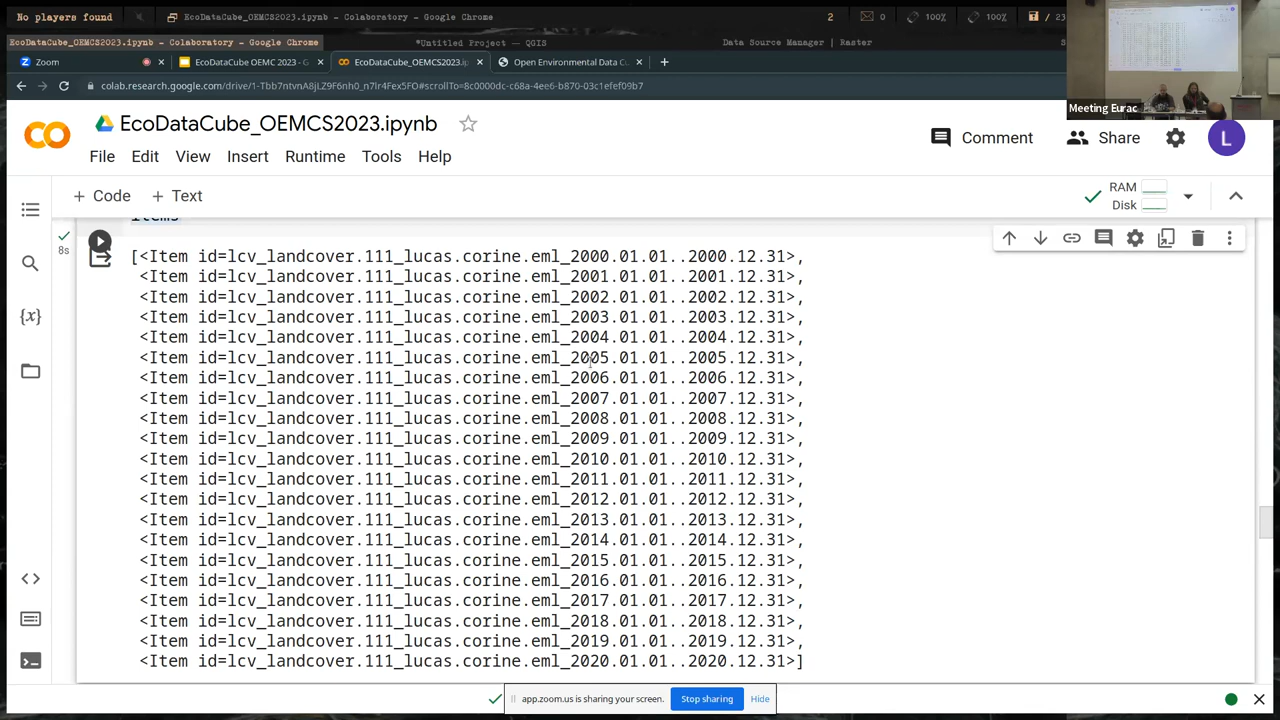 No players found
EcoDataCube_OEMCS2023.ipynb - Colaboratory - Google Chrome
2
0
100%
100%
/ 23
EcoDataCube_OEMCS2023.ipynb - Colaboratory - Google Chrome
*Untitled Project — QGIS
Data Source Manager | Raster
Zoom
EcoDataCube OEMC 2023 - G
EcoDataCube_OEMCS2023.i
Open Environmental Data C
colab.research.google.com/drive/1-Tbb7ntvnA8jLZ9F6nh0_n7lr4Fex5FO#scrollTo=8c0000dc-c68a-4ee6-b870-03c1efef09b7
Meeting Eurac
EcoDataCube_OEMCS2023.ipynb
Comment
Share
L
File Edit View Insert Runtime Tools Help
+ Code + Text
RAM
Disk
items
8s
[<Item id=lcv_landcover.111_lucas.corine.eml_2000.01.01..2000.12.31>,
<Item id=lcv_landcover.111_lucas.corine.eml_2001.01.01..2001.12.31>,
<Item id=lcv_landcover.111_lucas.corine.eml_2002.01.01..2002.12.31>,
<Item id=lcv_landcover.111_lucas.corine.eml_2003.01.01..2003.12.31>,
<Item id=lcv_landcover.111_lucas.corine.eml_2004.01.01..2004.12.31>,
<Item id=lcv_landcover.111_lucas.corine.eml_2005.01.01..2005.12.31>,
<Item id=lcv_landcover.111_lucas.corine.eml_2006.01.01..2006.12.31>,
<Item id=lcv_landcover.111_lucas.corine.eml_2007.01.01..2007.12.31>,
<Item id=lcv_landcover.111_lucas.corine.eml_2008.01.01..2008.12.31>,
<Item id=lcv_landcover.111_lucas.corine.eml_2009.01.01..2009.12.31>,
<Item id=lcv_landcover.111_lucas.corine.eml_2010.01.01..2010.12.31>,
<Item id=lcv_landcover.111_lucas.corine.eml_2011.01.01..2011.12.31>,
<Item id=lcv_landcover.111_lucas.corine.eml_2012.01.01..2012.12.31>,
<Item id=lcv_landcover.111_lucas.corine.eml_2013.01.01..2013.12.31>,
<Item id=lcv_landcover.111_lucas.corine.eml_2014.01.01..2014.12.31>,
<Item id=lcv_landcover.111_lucas.corine.eml_2015.01.01..2015.12.31>,
<Item id=lcv_landcover.111_lucas.corine.eml_2016.01.01..2016.12.31>,
<Item id=lcv_landcover.111_lucas.corine.eml_2017.01.01..2017.12.31>,
<Item id=lcv_landcover.111_lucas.corine.eml_2018.01.01..2018.12.31>,
<Item id=lcv_landcover.111_lucas.corine.eml_2019.01.01..2019.12.31>,
<Item id=lcv_landcover.111_lucas.corine.eml_2020.01.01..2020.12.31>]
app.zoom.us is sharing your screen.
Stop sharing
Hide